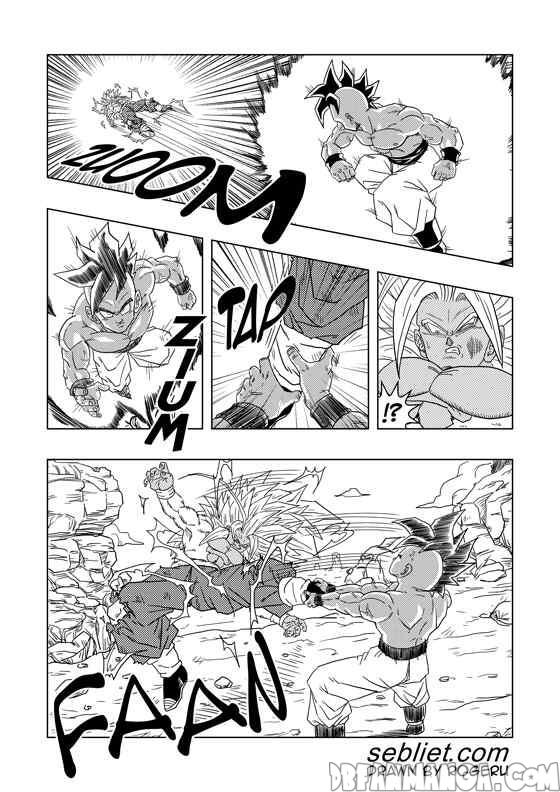 ZUOOM
ZIUM
TAP
!?
FAAN
sebliet.com
DRAWN BY ROGERU
DBFANMANGA.COM